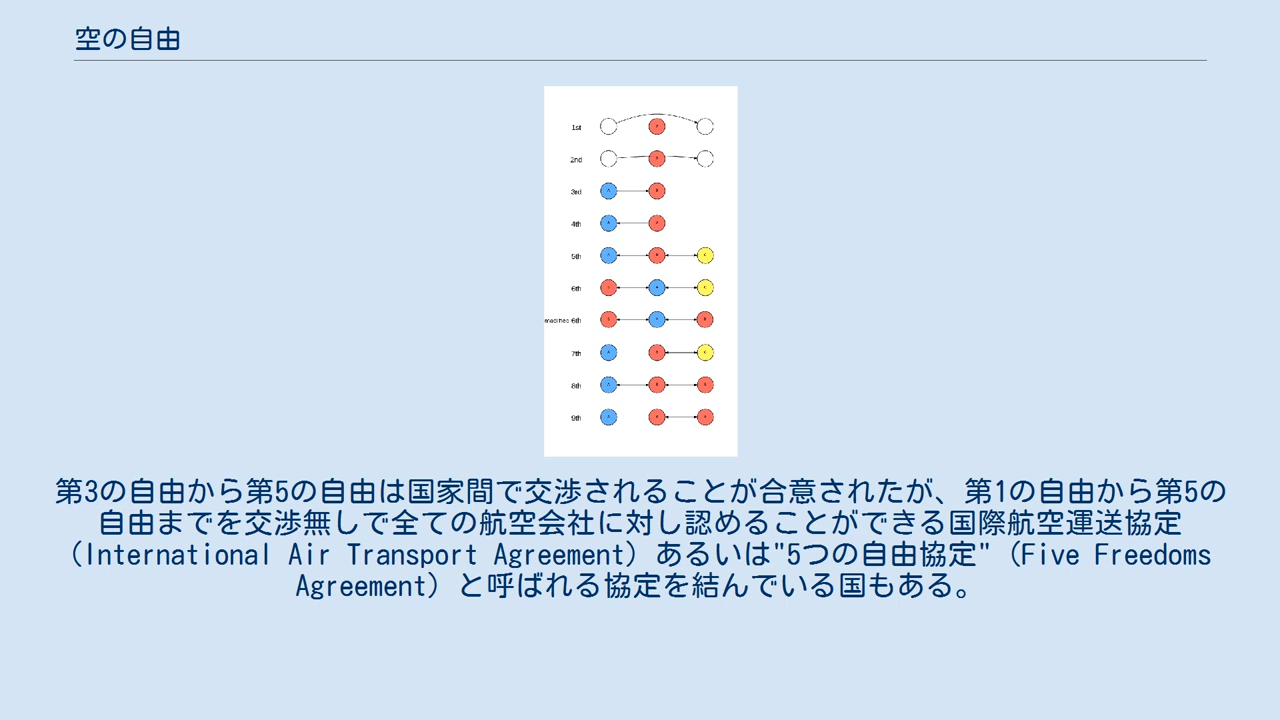 空の自由
1st
2nd
3rd
4th
5th
6th
modified 6th
7th
8th
9th
第3の自由から第5の自由は国家間で交渉されることが合意されたが、第1の自由から第5の
自由までを交渉無しで全ての航空会社に対し認めることができる国際航空運送協定
（International Air Transport Agreement）あるいは"5つの自由協定"（Five Freedoms
Agreement）と呼ばれる協定を結んでいる国もある。